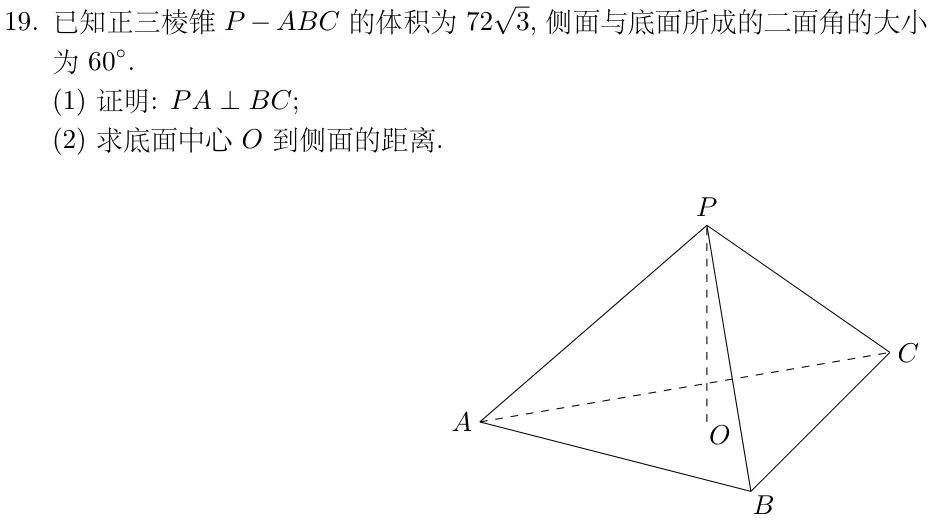 19. 已知正三棱锥 P − ABC 的体积为 72√3, 侧面与底面所成的二面角的大小
为 60°.
(1) 证明: PA ⊥ BC;
(2) 求底面中心 O 到侧面的距离.
P
C
A
O
B